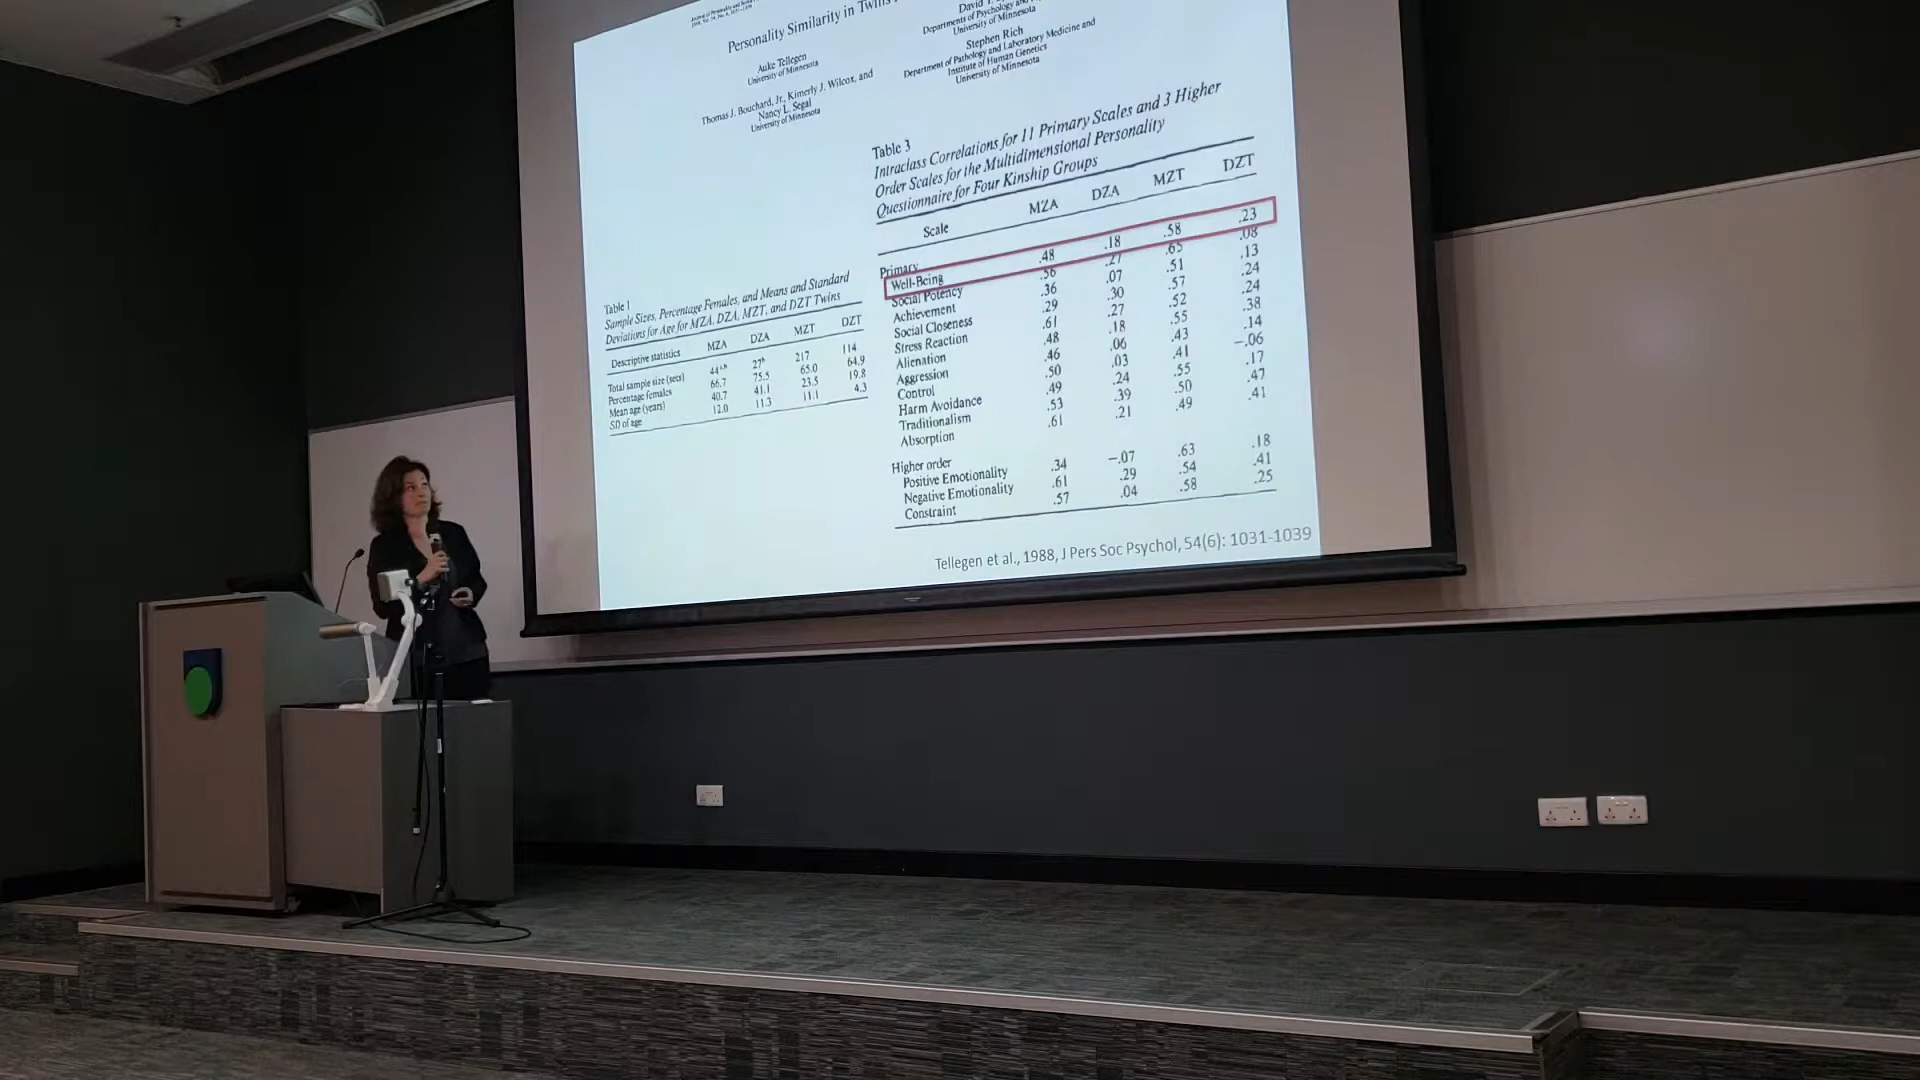 Personality Similarity in Twins
Auke Tellegen
University of Minnesota
Thomas J. Bouchard, Jr., Kimerly J. Wilcox, and
Nancy L. Segal
University of Minnesota
David T.
Departments of Psychology and
University of Minnesota
Stephen Rich
Department of Pathology and Laboratory Medicine and
Institute of Human Genetics
University of Minnesota
Table 1
Sample Sizes, Percentage Females, and Means and Standard
Deviations for Age for MZA, DZA, MZT, and DZT Twins
Descriptive statistics MZA DZA MZT DZT
Total sample size (sets) 44a,b 27b 217 114
Percentage females 66.7 75.5 65.0 64.9
Mean age (years) 40.7 41.1 23.5 19.8
SD of age 12.0 11.3 11.1 4.3
Table 3
Intraclass Correlations for 11 Primary Scales and 3 Higher
Order Scales for the Multidimensional Personality
Questionnaire for Four Kinship Groups
Scale MZA DZA MZT DZT
Primary
Well-Being .48 .18 .58 .23
Social Potency .56 .27 .65 .08
Achievement .36 .07 .51 .13
Social Closeness .29 .30 .57 .24
Stress Reaction .61 .27 .52 .24
Alienation .48 .18 .55 .38
Aggression .46 .06 .43 .14
Control .50 .03 .41 –.06
Harm Avoidance .49 .24 .55 .17
Traditionalism .53 .39 .50 .47
Absorption .61 .21 .49 .41
Higher order
Positive Emotionality .34 –.07 .63 .18
Negative Emotionality .61 .29 .54 .41
Constraint .57 .04 .58 .25
Tellegen et al., 1988, J Pers Soc Psychol, 54(6): 1031-1039